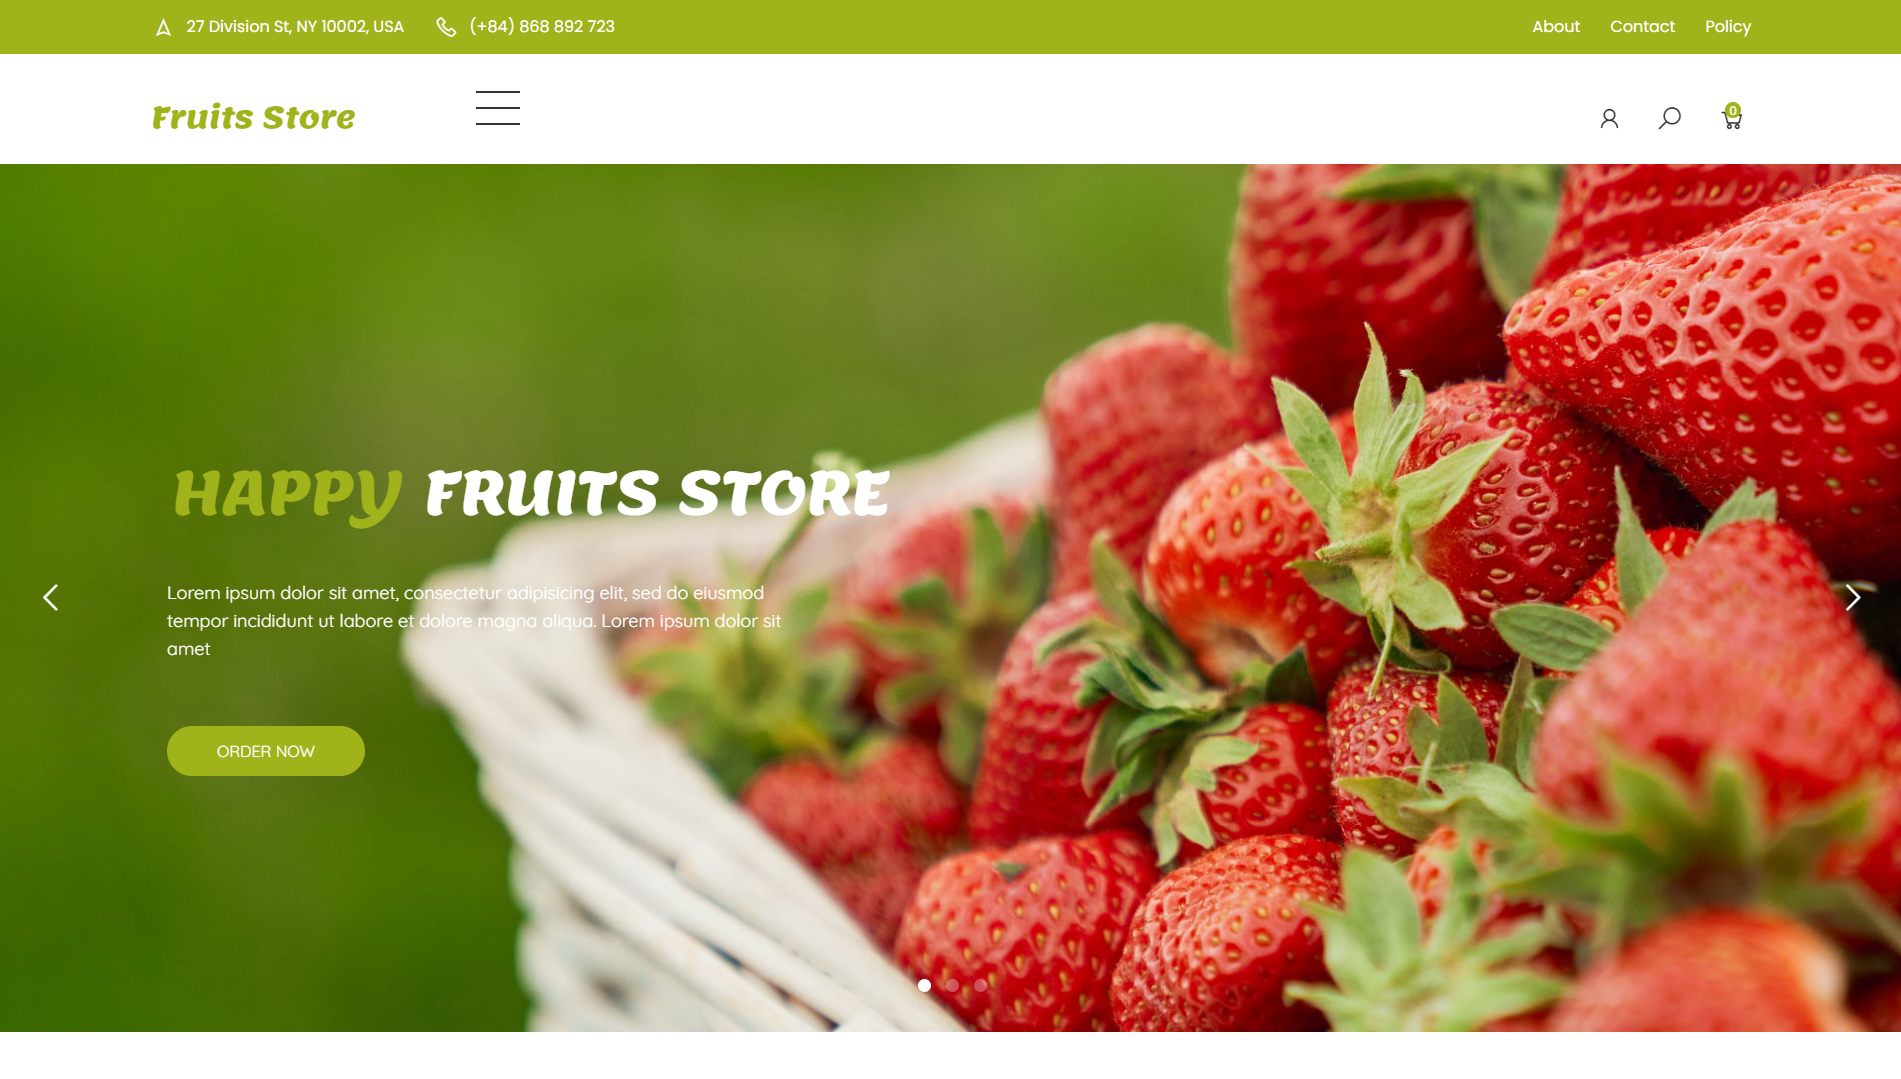 27 Division St, NY 10002, USA
(+84) 868 892 723
About
Contact
Policy
Fruits Store
0
HAPPY FRUITS STORE
Lorem ipsum dolor sit amet, consectetur adipisicing elit, sed do eiusmod
tempor incididunt ut labore et dolore magna aliqua. Lorem ipsum dolor sit
amet
ORDER NOW